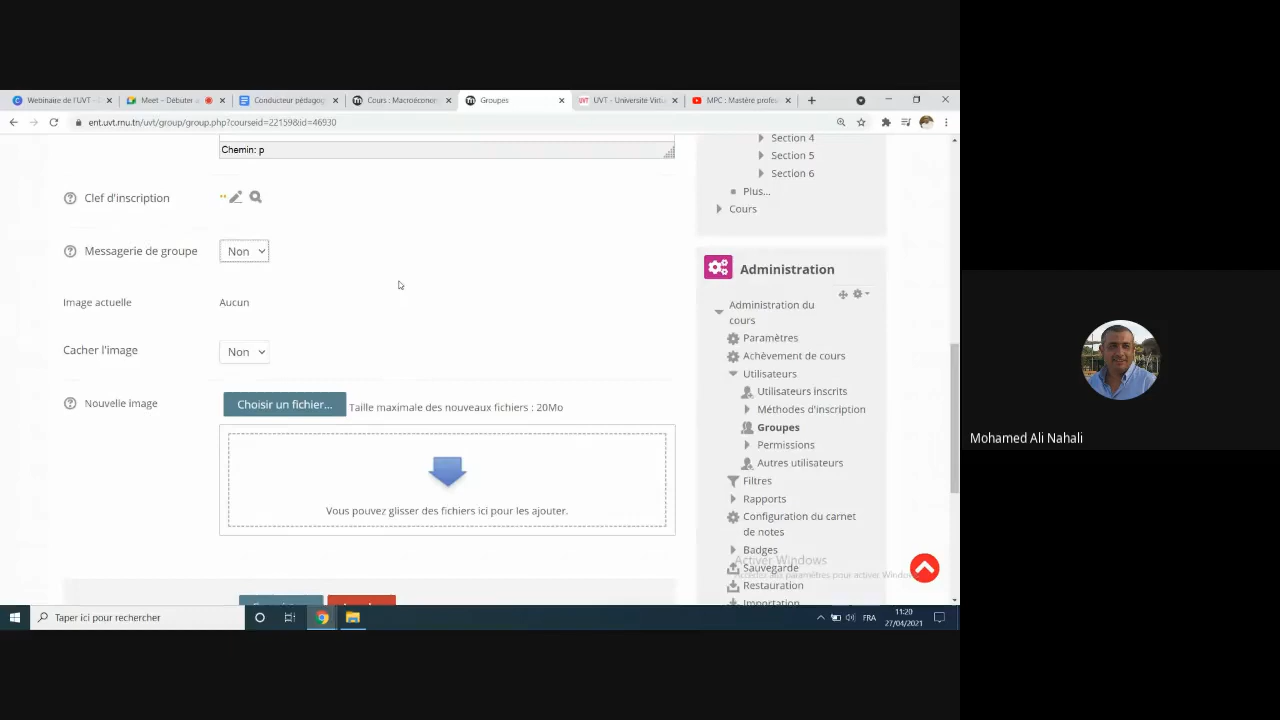 Webinaire de l'UVT
Meet – Débuter
Conducteur pédagog
Cours : Macroéconom
Groupes
UVT - Université Virtu
MPC : Mastère profes
ent.uvt.rnu.tn/uvt/group/group.php?courseid=22159&id=46930
Chemin: p
Clef d'inscription
Messagerie de groupe
Non
Image actuelle
Aucun
Cacher l'image
Non
Nouvelle image
Choisir un fichier...
Taille maximale des nouveaux fichiers : 20Mo
Vous pouvez glisser des fichiers ici pour les ajouter.
Section 4
Section 5
Section 6
Plus...
Cours
Administration
Administration du
cours
Paramètres
Achèvement de cours
Utilisateurs
Utilisateurs inscrits
Méthodes d'inscription
Groupes
Permissions
Autres utilisateurs
Filtres
Rapports
Configuration du carnet
de notes
Badges
Activer Windows
Sauvegarde
Accédez aux paramètres pour activer Windows
Restauration
Importation
Mohamed Ali Nahali
Taper ici pour rechercher
FRA
11:20
27/04/2021